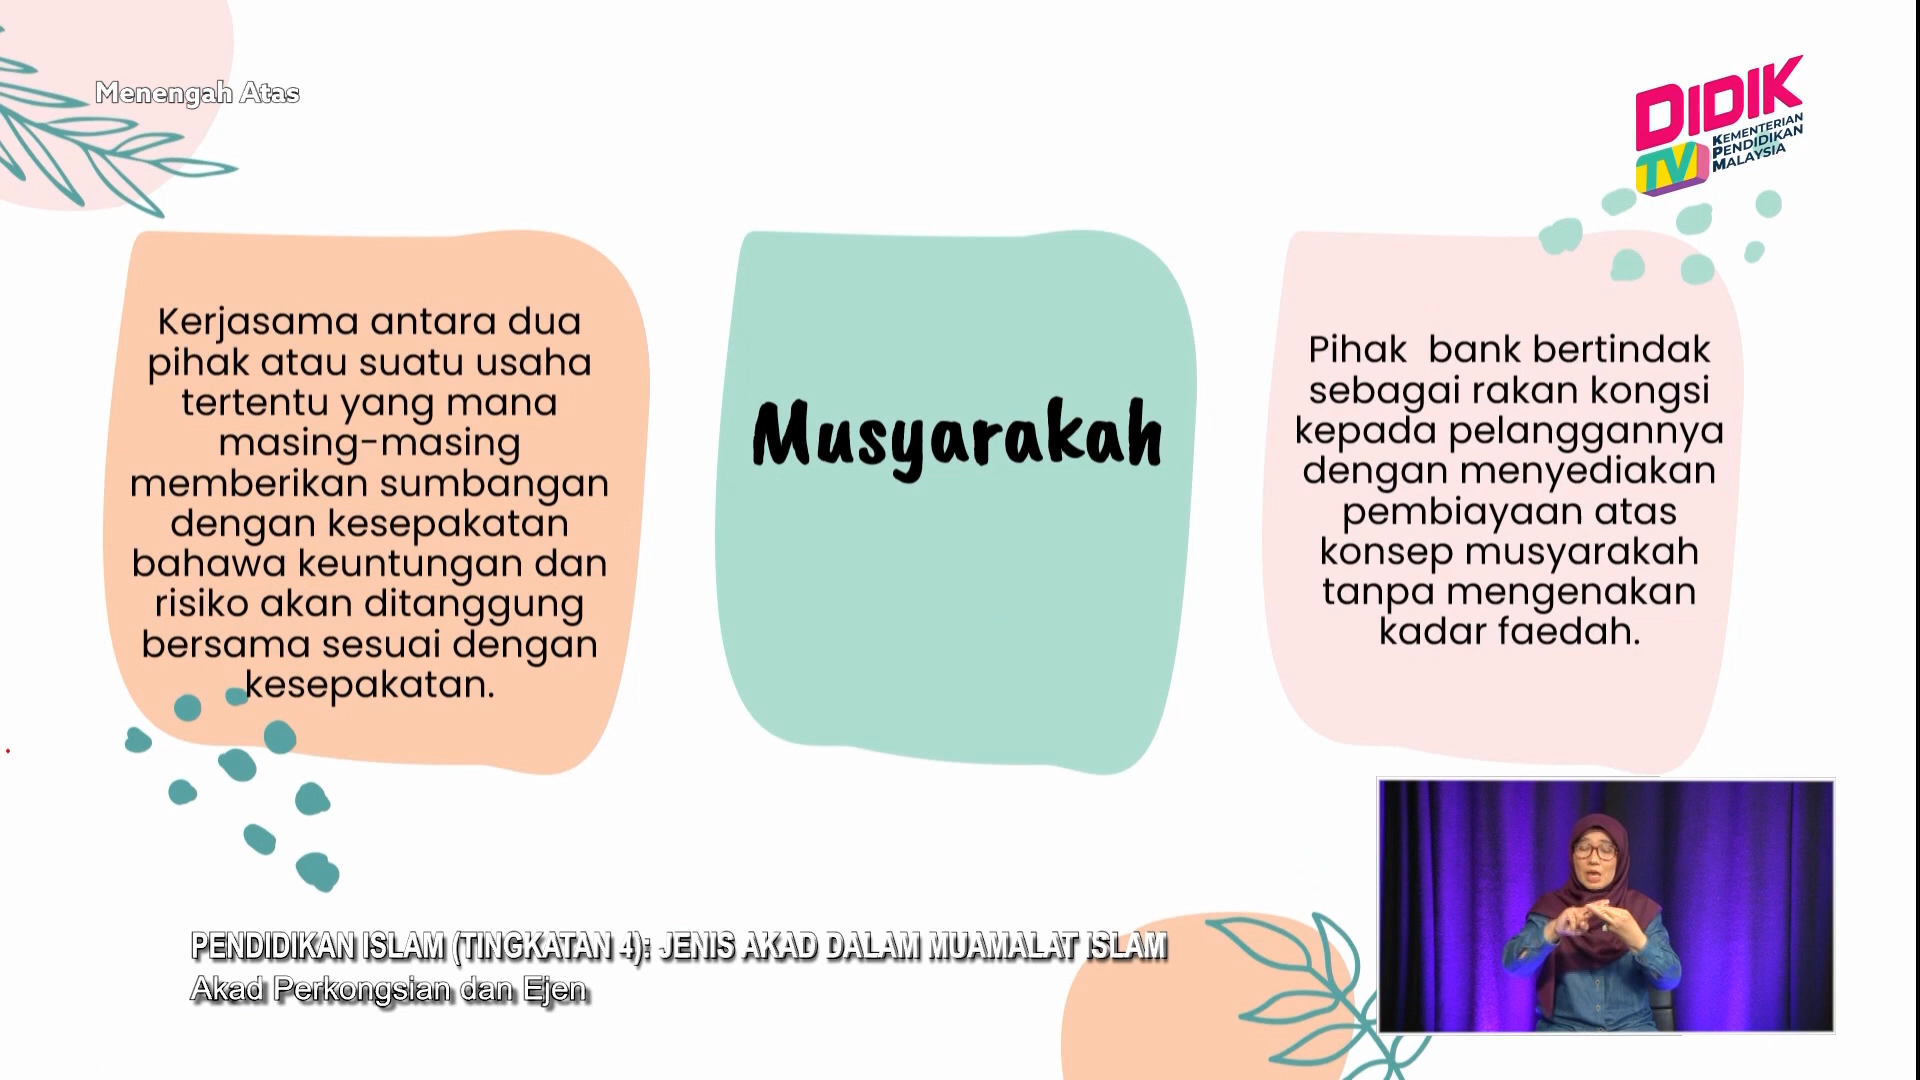 Menengah Atas
DIDIK
TV
KEMENTERIAN
PENDIDIKAN
MALAYSIA
Kerjasama antara dua
pihak atau suatu usaha
tertentu yang mana
masing-masing
memberikan sumbangan
dengan kesepakatan
bahawa keuntungan dan
risiko akan ditanggung
bersama sesuai dengan
kesepakatan.
Musyarakah
Pihak bank bertindak
sebagai rakan kongsi
kepada pelanggannya
dengan menyediakan
pembiayaan atas
konsep musyarakah
tanpa mengenakan
kadar faedah.
PENDIDIKAN ISLAM (TINGKATAN 4): JENIS AKAD DALAM MUAMALAT ISLAM
Akad Perkongsian dan Ejen